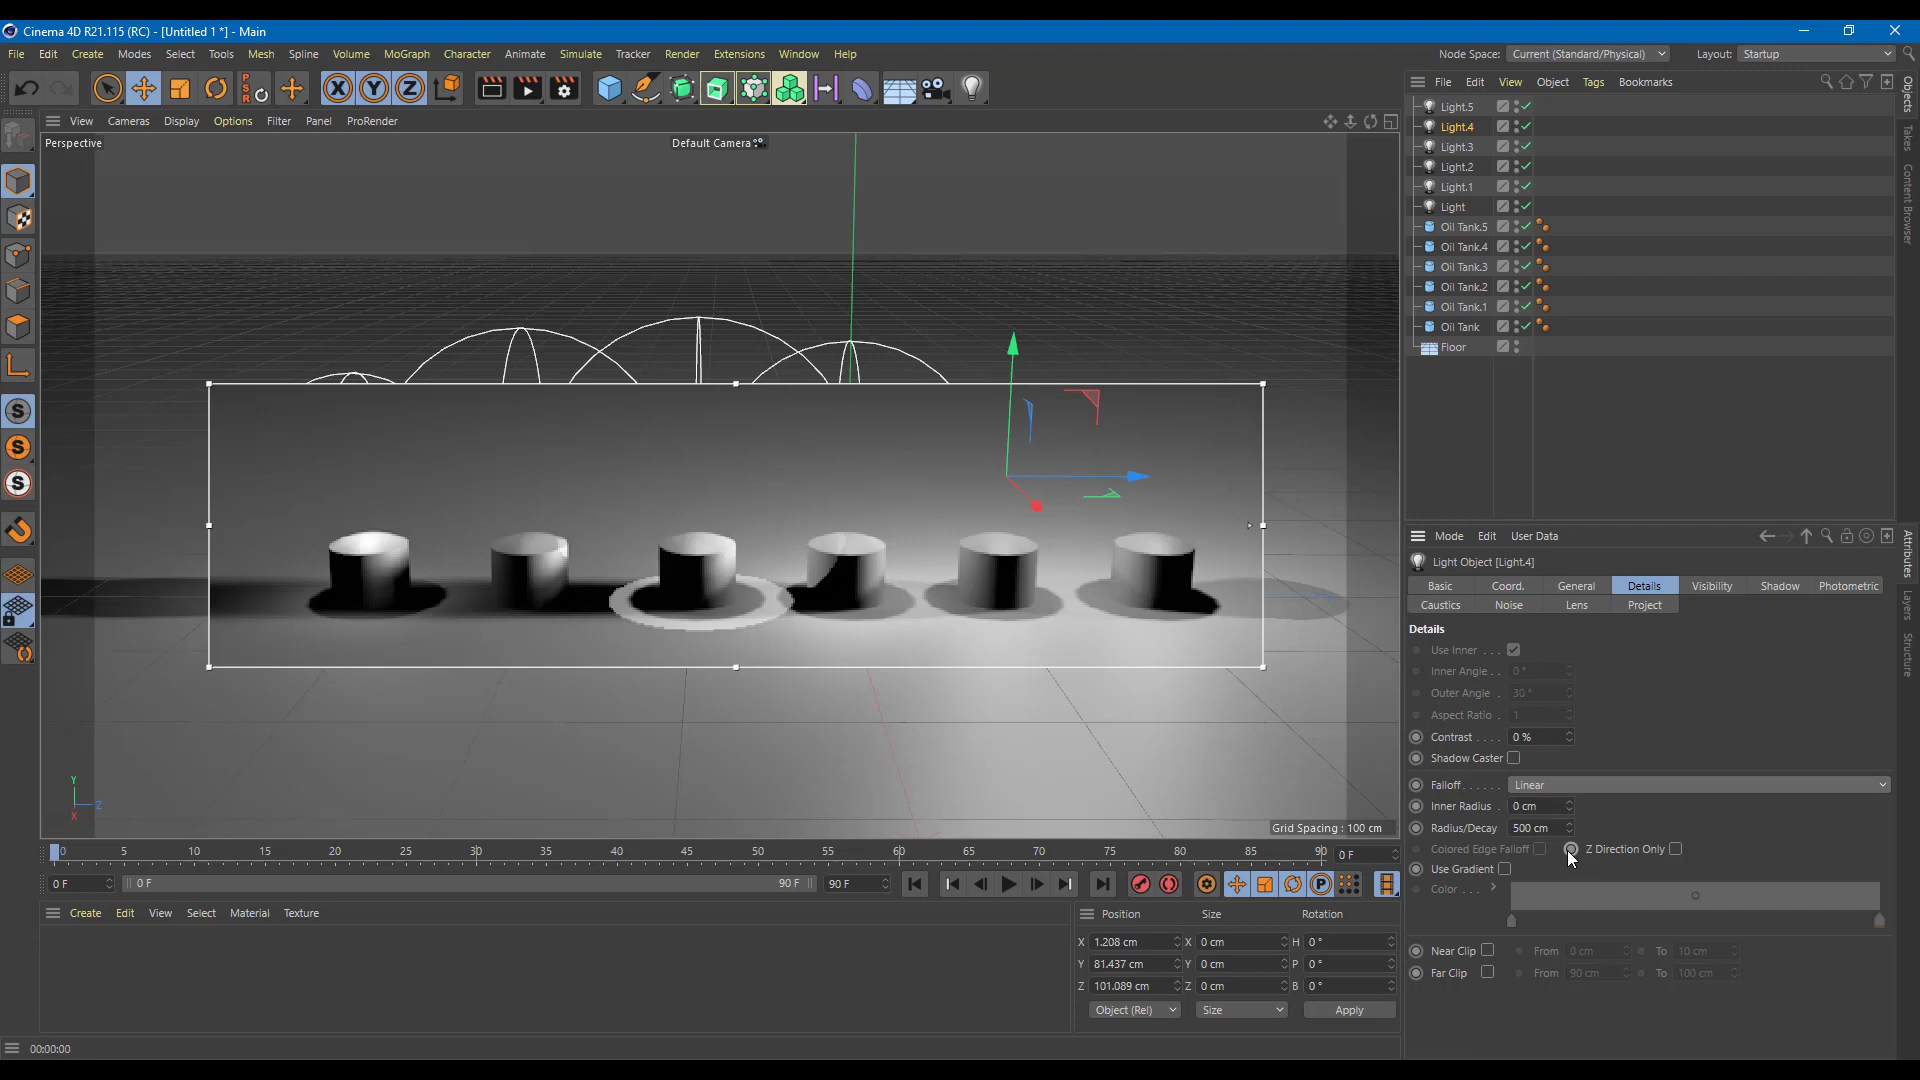 Cinema 4D R21.115 (RC) - [Untitled 1 *] - Main
File Edit Create Modes Select Tools Mesh Spline Volume MoGraph Character Animate Simulate Tracker Render Extensions Window Help
Node Space: Current (Standard/Physical) Layout: Startup
P S R X Y Z
File Edit View Object Tags Bookmarks
View Cameras Display Options Filter Panel ProRender
Perspective
Default Camera
Light.5
Light.4
Light.3
Light.2
Light.1
Light
Oil Tank.5
Oil Tank.4
Oil Tank.3
Oil Tank.2
Oil Tank.1
Oil Tank
Floor
Objects
Takes
Content Browser
S
S
S
Y
Z
X
Grid Spacing : 100 cm
Mode Edit User Data
Light Object [Light.4]
Basic Coord. General Details Visibility Shadow Photometric
Caustics Noise Lens Project
Details
Use Inner . . .
Inner Angle . . 0 °
Outer Angle . 30 °
Aspect Ratio . 1
Contrast . . . . 0 %
Shadow Caster
Falloff . . . . . . Linear
Inner Radius . 0 cm
Radius/Decay 500 cm
Colored Edge Falloff Z Direction Only
Use Gradient
Color . . .
Near Clip From 0 cm To 10 cm
Far Clip From 90 cm To 100 cm
Attributes
Layers
Structure
0 5 10 15 20 25 30 35 40 45 50 55 60 65 70 75 80 85 90 0 F
0 F 0 F 90 F 90 F
P
Create Edit View Select Material Texture
Position Size Rotation
X 1.208 cm X 0 cm H 0 °
Y 81.437 cm Y 0 cm P 0 °
Z 101.089 cm Z 0 cm B 0 °
Object (Rel) Size Apply
00:00:00